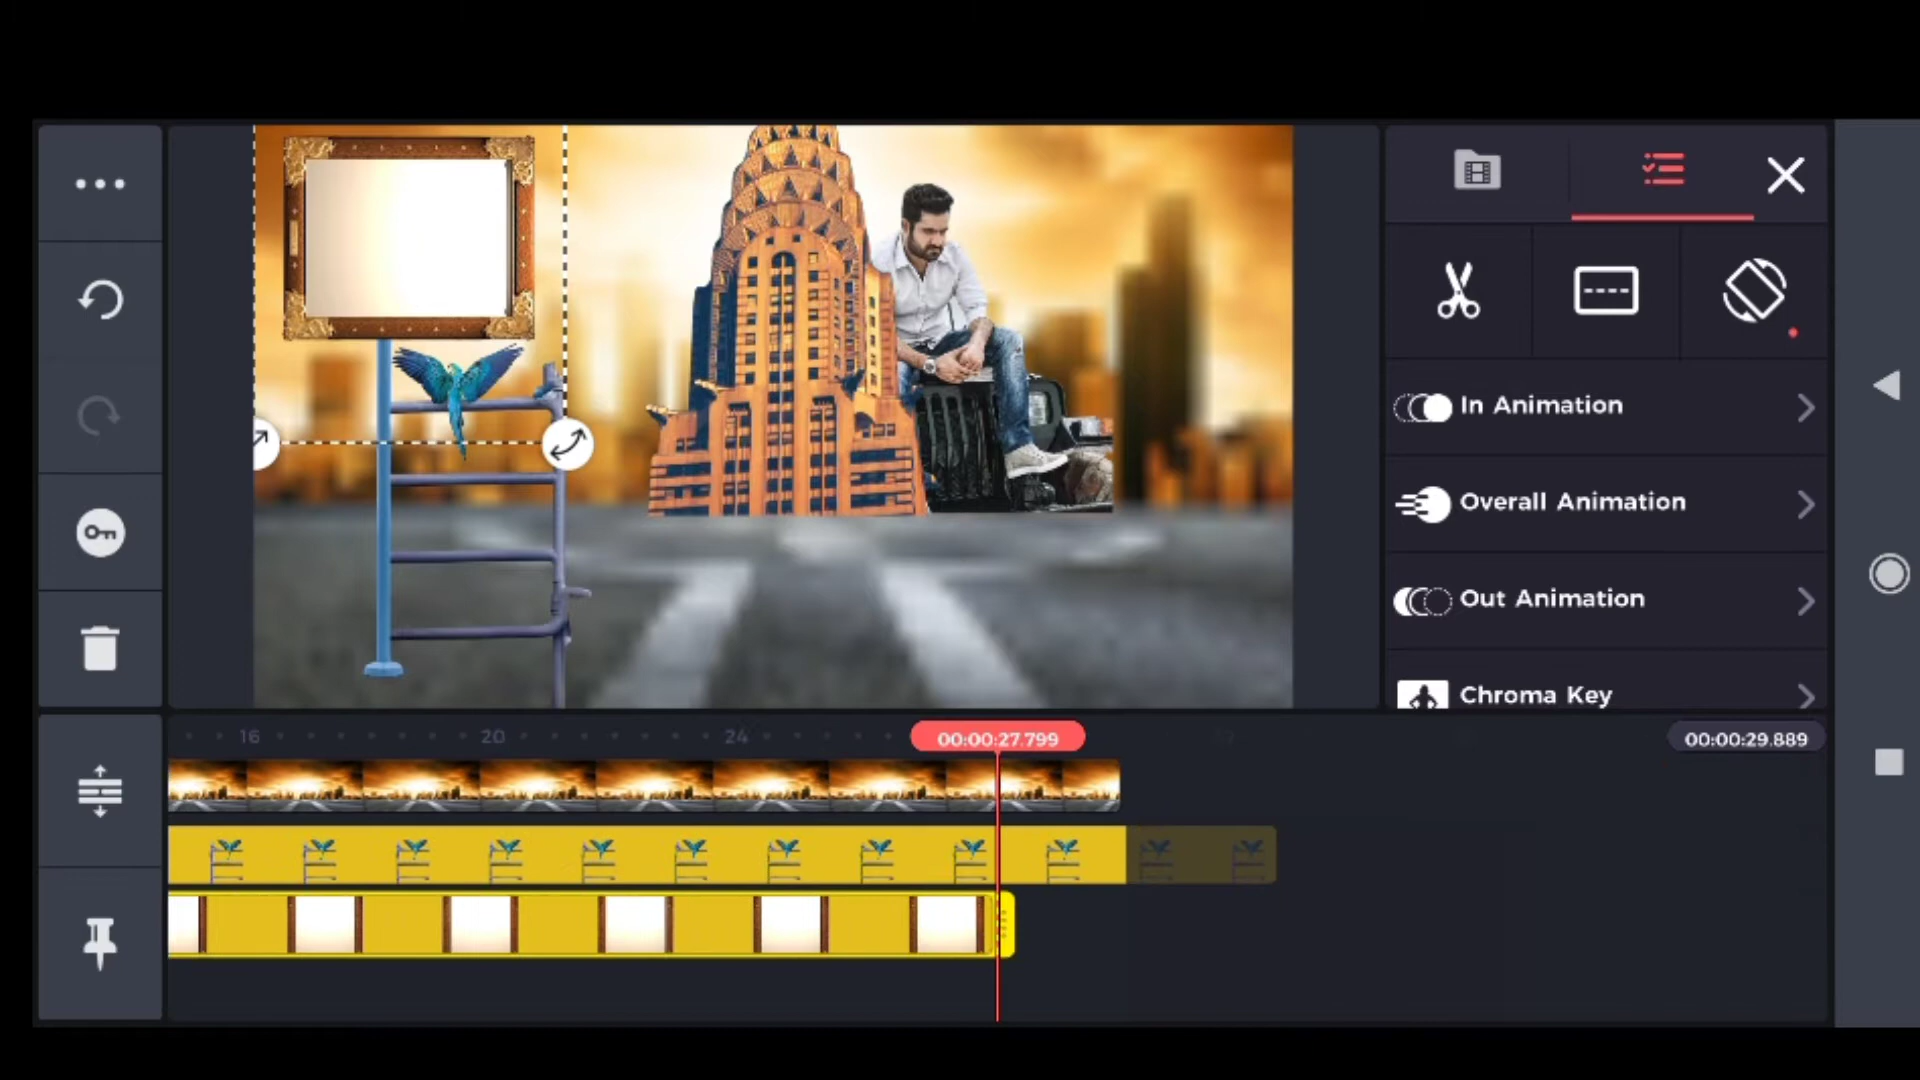 In Animation
Overall Animation
Out Animation
Chroma Key
16
20
24
00:00:27.799
00:00:29.889